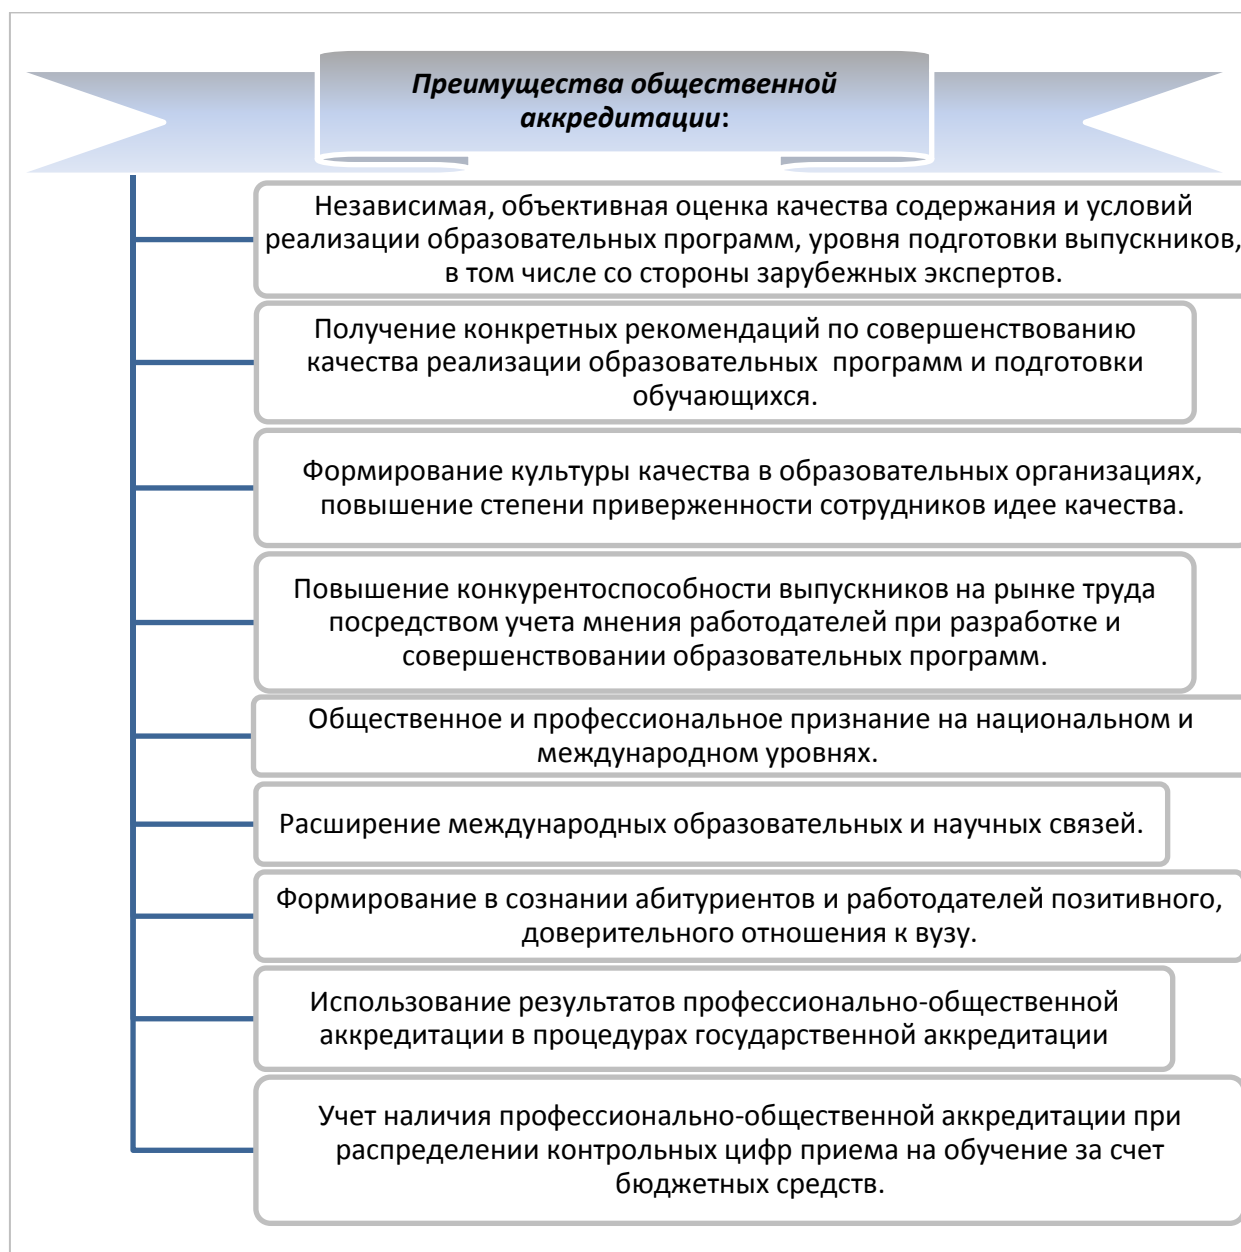 Преимущества общественной
аккредитации:
Независимая, объективная оценка качества содержания и условий
реализации образовательных программ, уровня подготовки выпускников,
в том числе со стороны зарубежных экспертов.
Получение конкретных рекомендаций по совершенствованию
качества реализации образовательных программ и подготовки
обучающихся.
Формирование культуры качества в образовательных организациях,
повышение степени приверженности сотрудников идее качества.
Повышение конкурентоспособности выпускников на рынке труда
посредством учета мнения работодателей при разработке и
совершенствовании образовательных программ.
Общественное и профессиональное признание на национальном и
международном уровнях.
Расширение международных образовательных и научных связей.
Формирование в сознании абитуриентов и работодателей позитивного,
доверительного отношения к вузу.
Использование результатов профессионально-общественной
аккредитации в процедурах государственной аккредитации
Учет наличия профессионально-общественной аккредитации при
распределении контрольных цифр приема на обучение за счет
бюджетных средств.